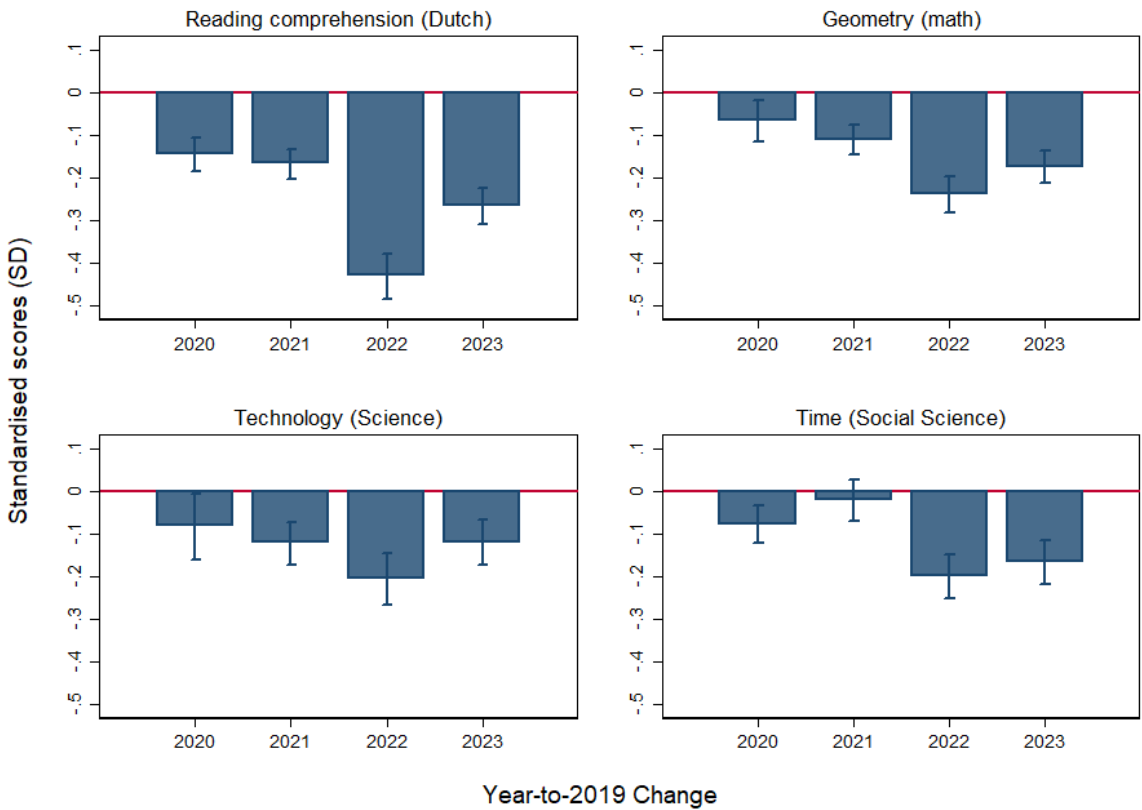 Reading comprehension (Dutch)
Geometry (math)
.1
0
-.1
-.2
-.3
-.4
-.5
2020 2021 2022 2023
.1
0
-.1
-.2
-.3
-.4
-.5
2020 2021 2022 2023
Technology (Science)
Time (Social Science)
.1
0
-.1
-.2
-.3
-.4
-.5
2020 2021 2022 2023
.1
0
-.1
-.2
-.3
-.4
-.5
2020 2021 2022 2023
Standardised scores (SD)
Year-to-2019 Change